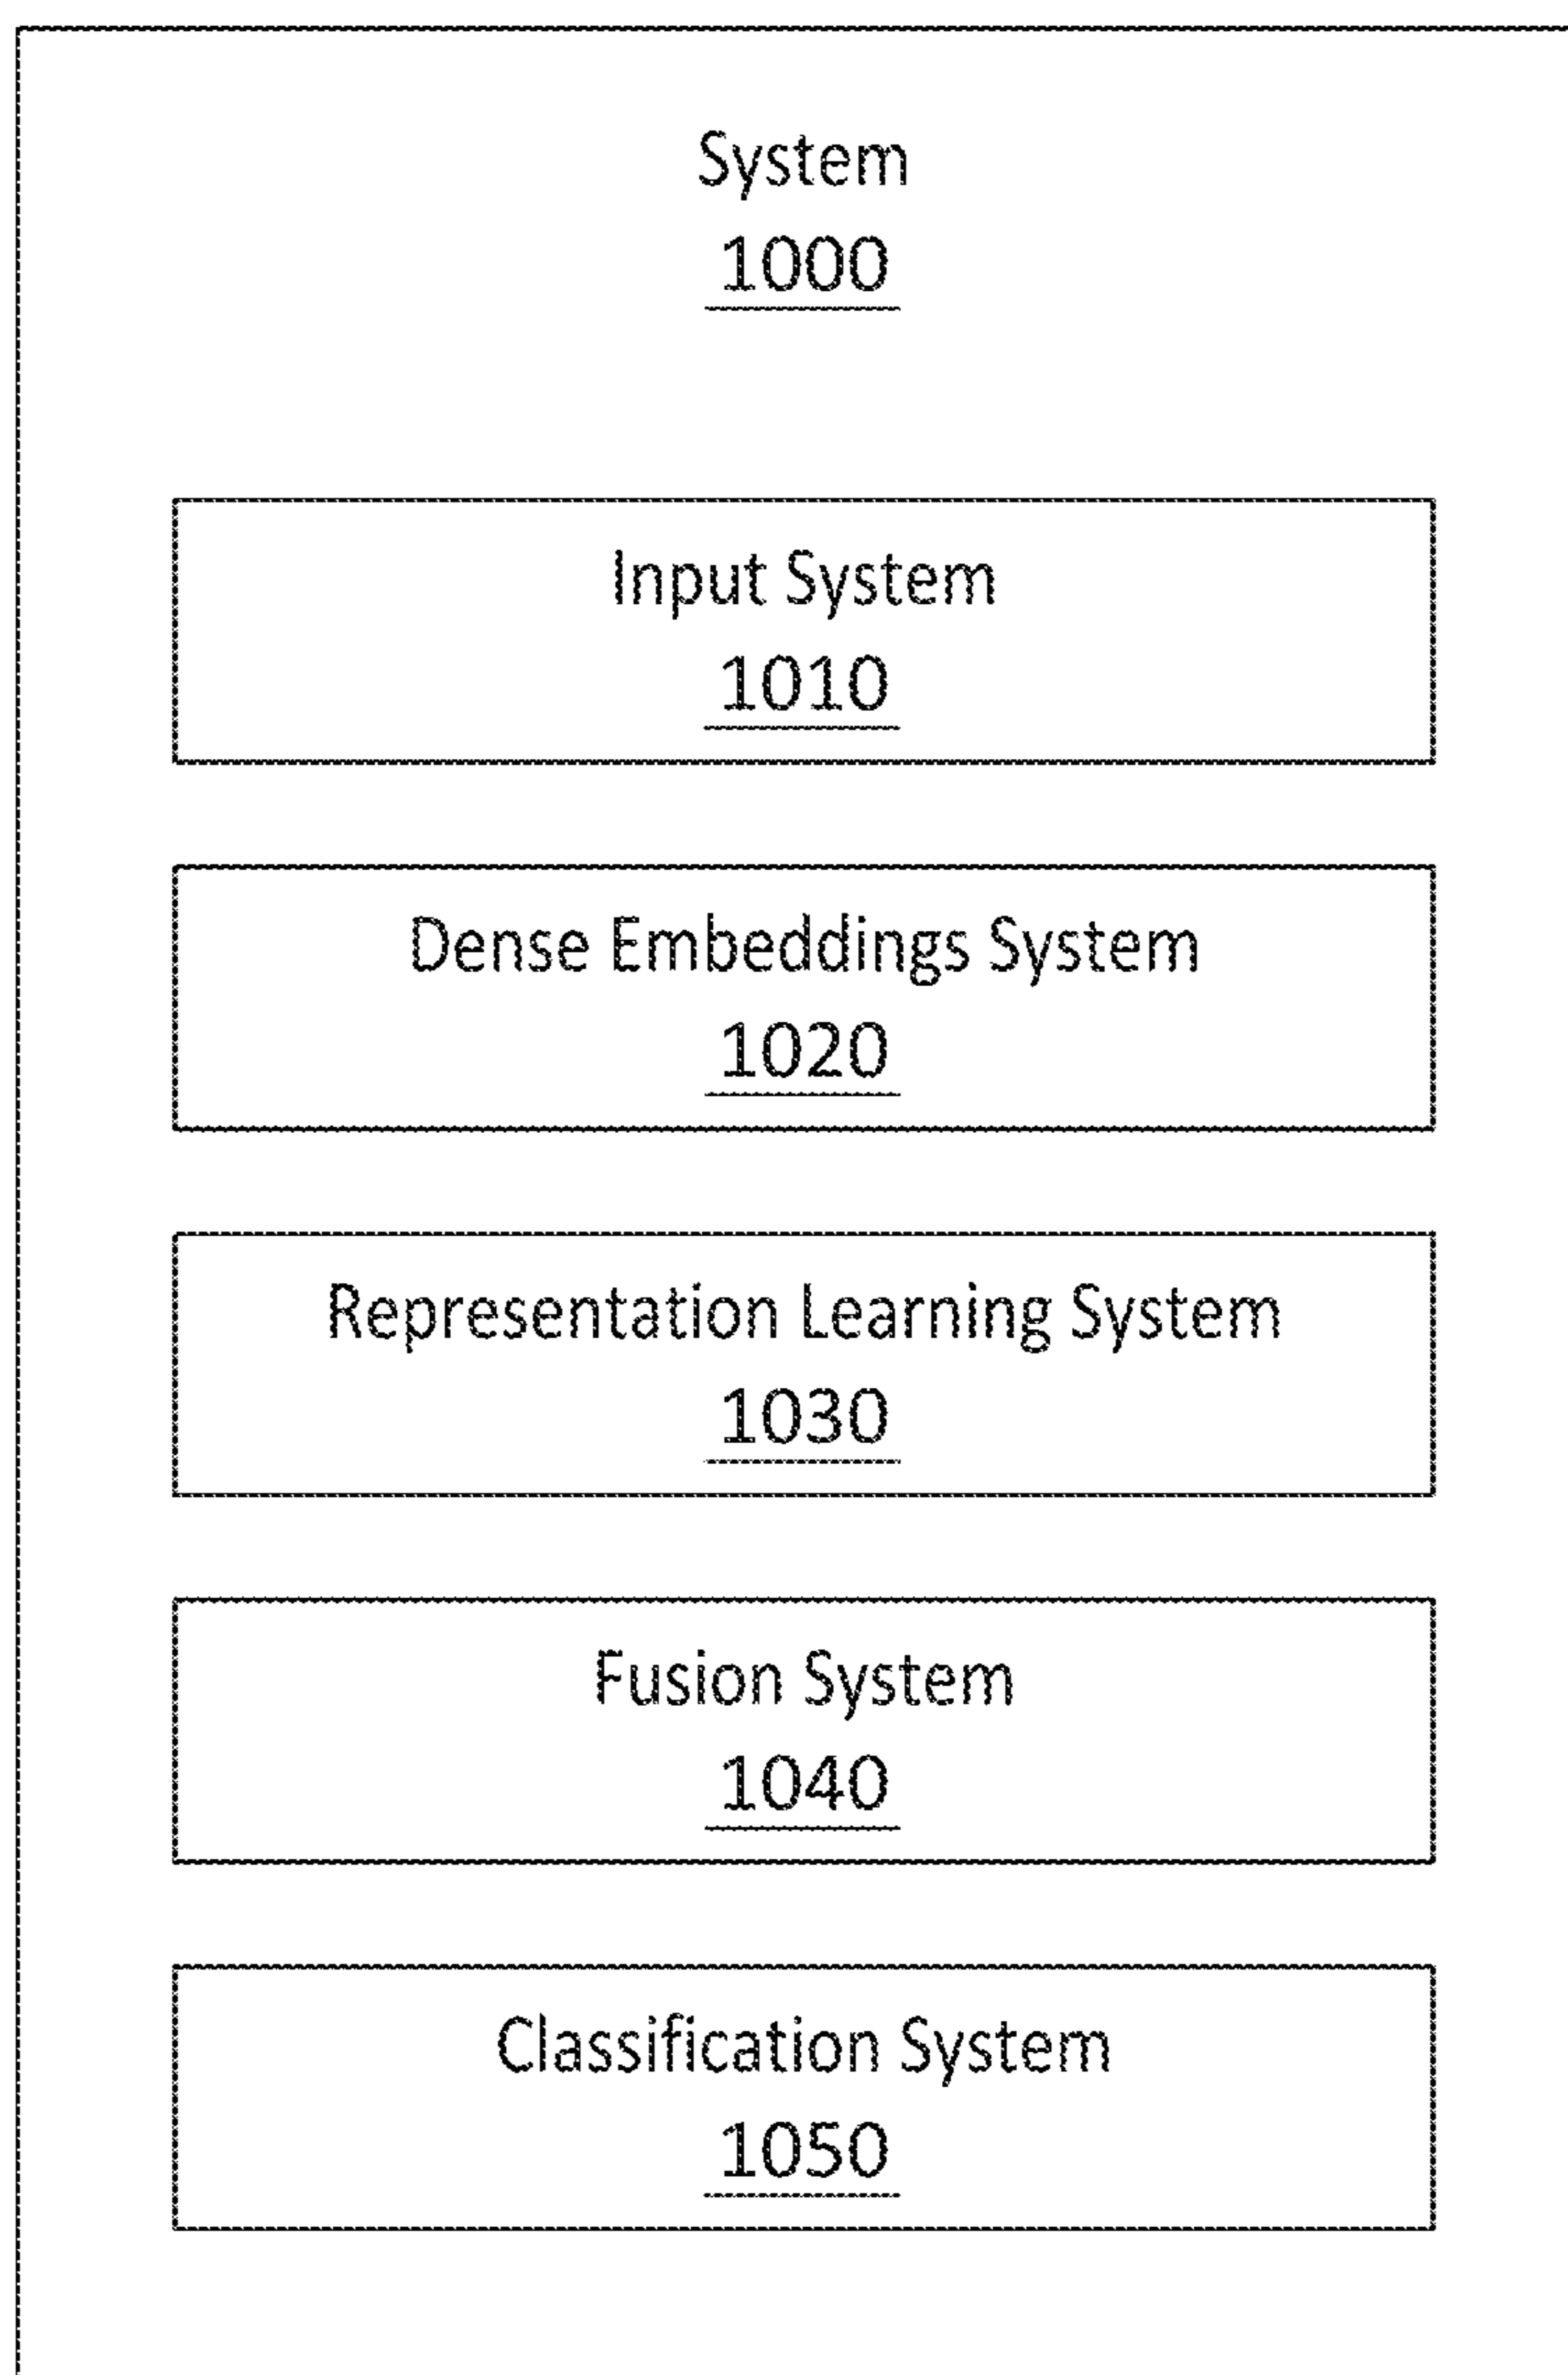 System
1000
Input System
1010
Dense Embeddings System
1020
Representation Learning System
1030
Fusion System
1040
Classification System
1050